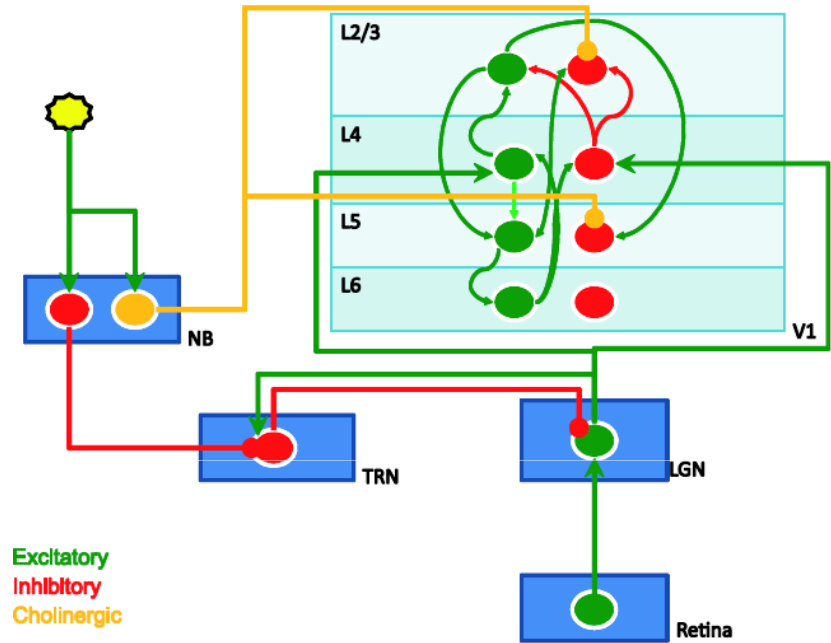 L2/3
L4
L5
L6
V1
NB
TRN
LGN
Retina
Excitatory
Inhibitory
Cholinergic